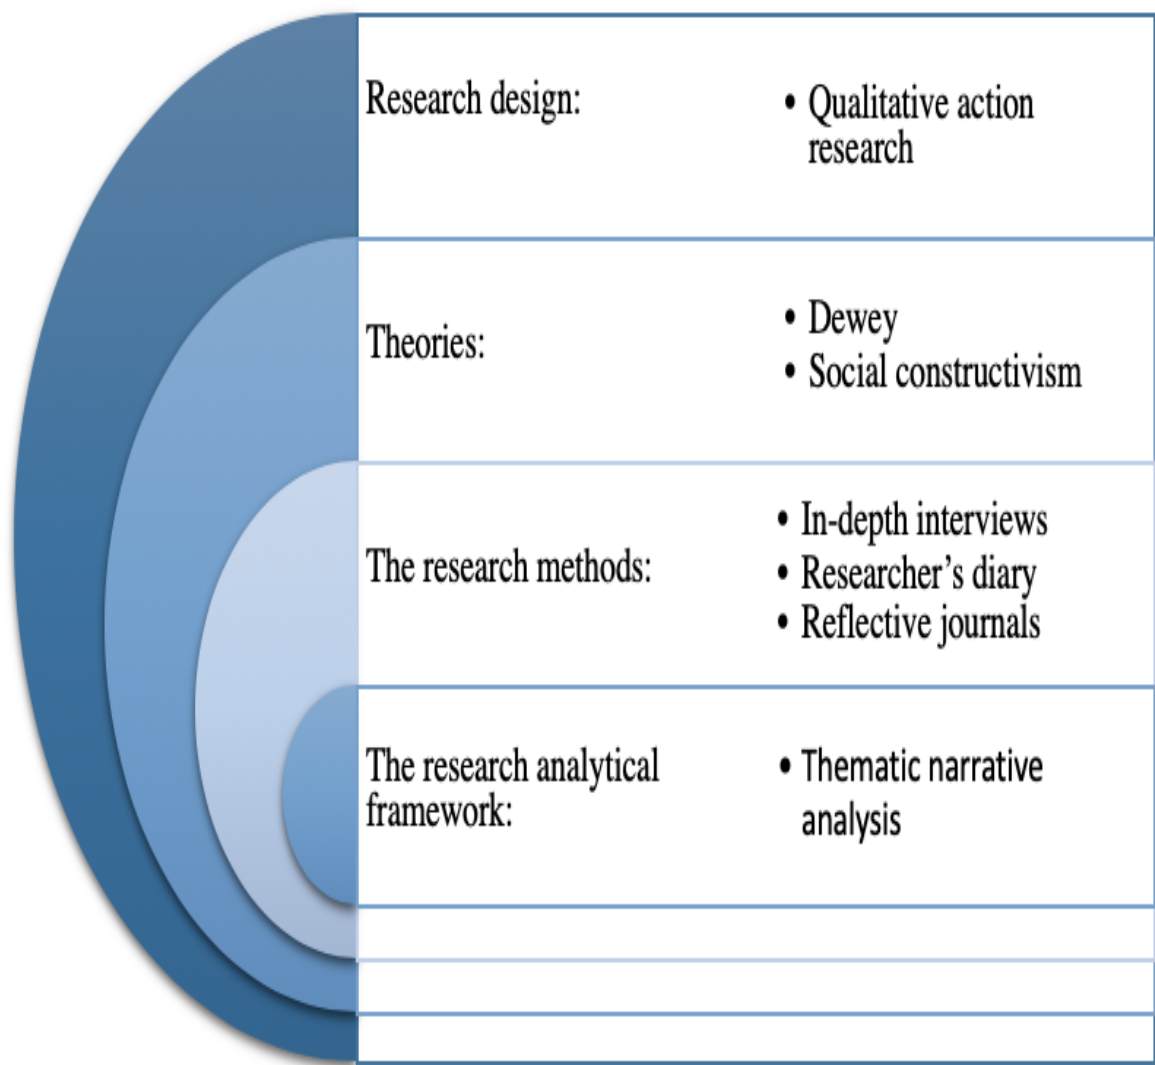 Research design:
• Qualitative action
research
Theories:
• Dewey
• Social constructivism
The research methods:
• In-depth interviews
• Researcher’s diary
• Reflective journals
The research analytical
framework:
• Thematic narrative
analysis